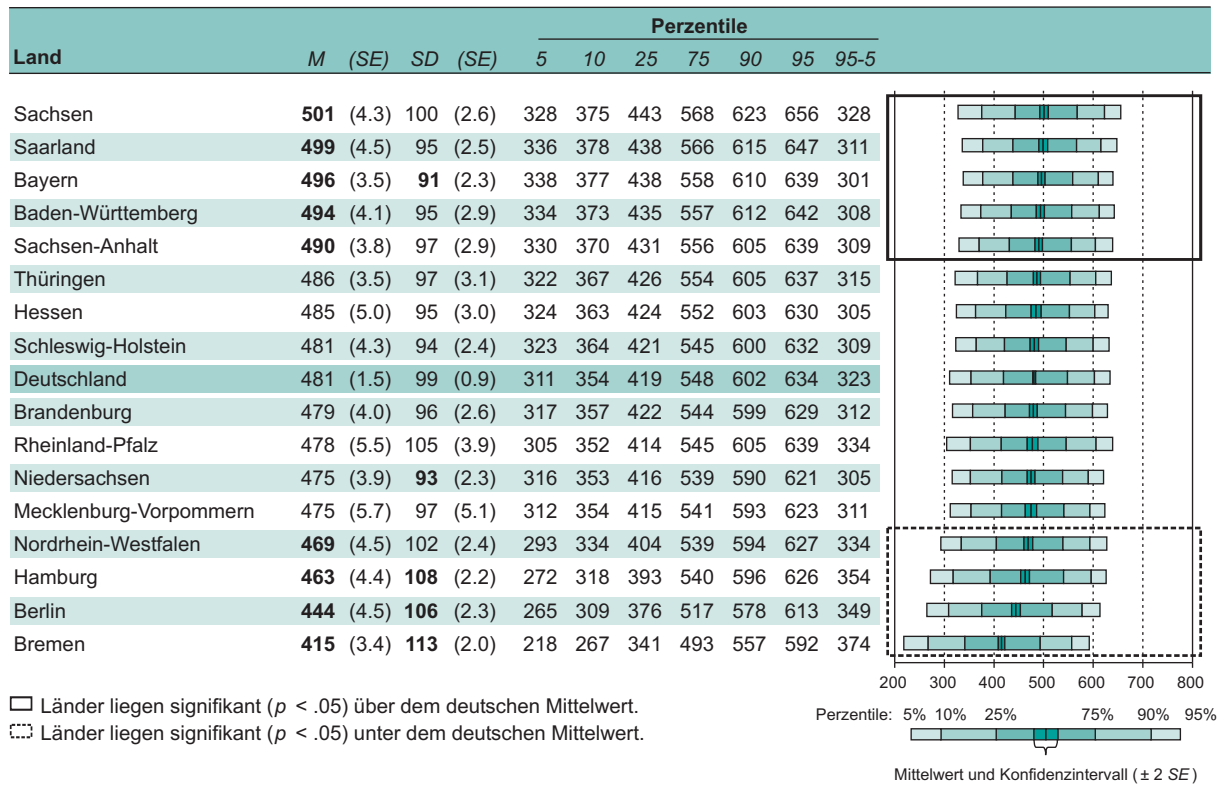 Perzentile
Land M (SE) SD (SE) 5 10 25 75 90 95 95-5
Sachsen 501 (4.3) 100 (2.6) 328 375 443 568 623 656 328
Saarland 499 (4.5) 95 (2.5) 336 378 438 566 615 647 311
Bayern 496 (3.5) 91 (2.3) 338 377 438 558 610 639 301
Baden-Württemberg 494 (4.1) 95 (2.9) 334 373 435 557 612 642 308
Sachsen-Anhalt 490 (3.8) 97 (2.9) 330 370 431 556 605 639 309
Thüringen 486 (3.5) 97 (3.1) 322 367 426 554 605 637 315
Hessen 485 (5.0) 95 (3.0) 324 363 424 552 603 630 305
Schleswig-Holstein 481 (4.3) 94 (2.4) 323 364 421 545 600 632 309
Deutschland 481 (1.5) 99 (0.9) 311 354 419 548 602 634 323
Brandenburg 479 (4.0) 96 (2.6) 317 357 422 544 599 629 312
Rheinland-Pfalz 478 (5.5) 105 (3.9) 305 352 414 545 605 639 334
Niedersachsen 475 (3.9) 93 (2.3) 316 353 416 539 590 621 305
Mecklenburg-Vorpommern 475 (5.7) 97 (5.1) 312 354 415 541 593 623 311
Nordrhein-Westfalen 469 (4.5) 102 (2.4) 293 334 404 539 594 627 334
Hamburg 463 (4.4) 108 (2.2) 272 318 393 540 596 626 354
Berlin 444 (4.5) 106 (2.3) 265 309 376 517 578 613 349
Bremen 415 (3.4) 113 (2.0) 218 267 341 493 557 592 374
200 300 400 500 600 700 800
Länder liegen signifikant (p < .05) über dem deutschen Mittelwert.
Länder liegen signifikant (p < .05) unter dem deutschen Mittelwert.
Perzentile: 5% 10% 25% 75% 90% 95%
Mittelwert und Konfidenzintervall (± 2 SE)